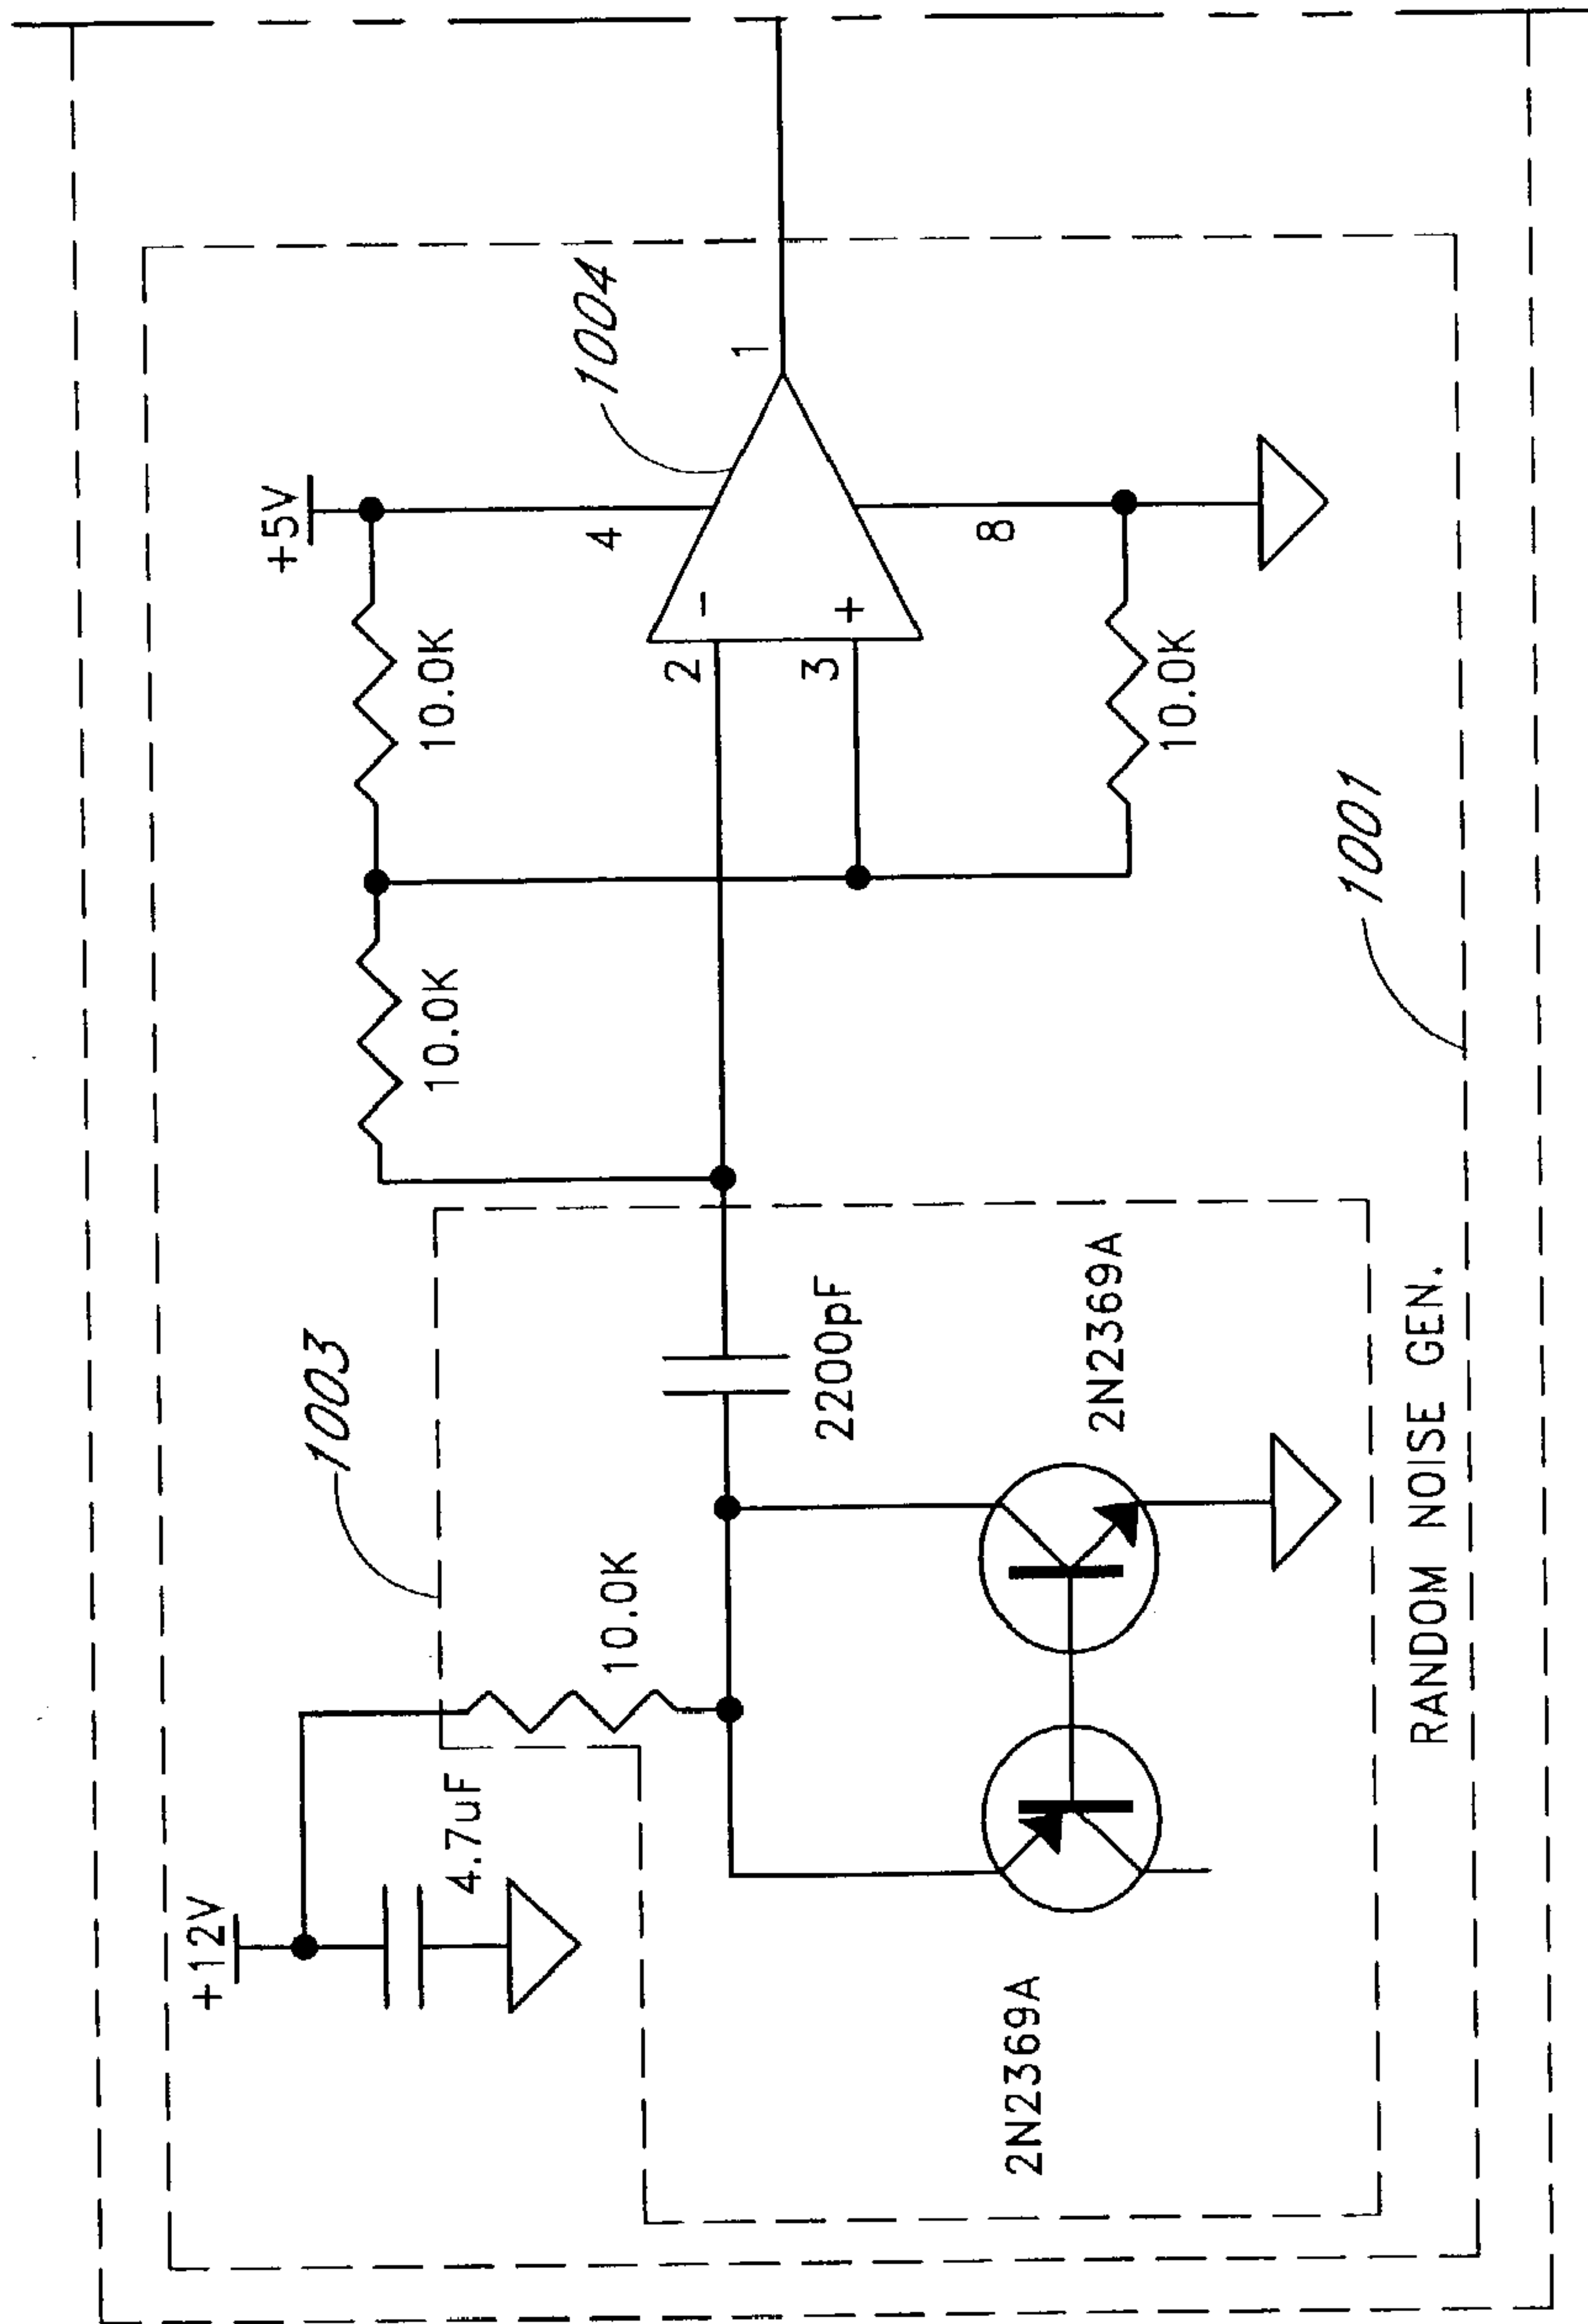 +12V
4.7uF
1003
10.0K
2200pF
2N2369A
2N2369A
RANDOM NOISE GEN.
+5V
10.0K
10.0K
2
3
-
+
4
8
1
1004
10.0K
1001